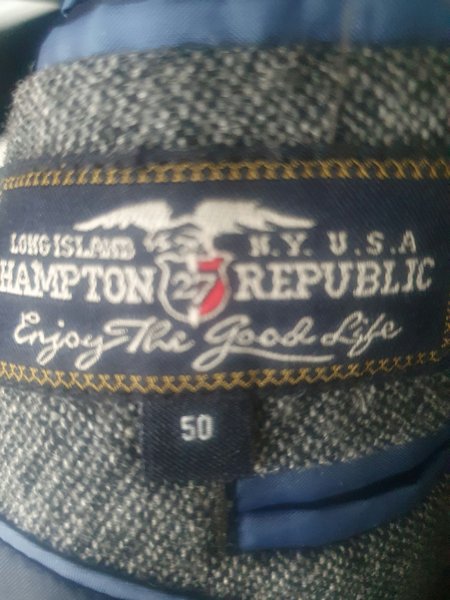 LONG ISLAND N.Y. U.S.A
HAMPTON 27 REPUBLIC
Enjoy The Good Life
50